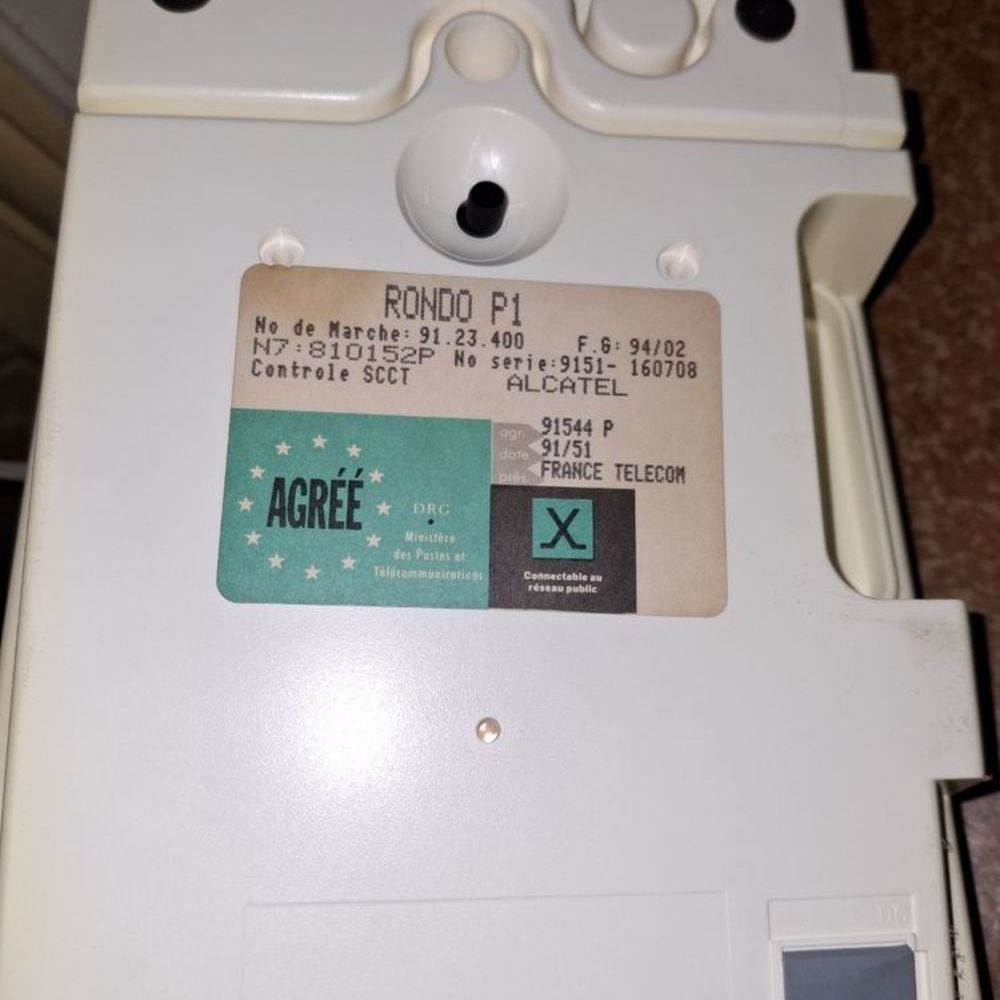 RONDO P1
No de Marche: 91.23.400 F.G: 94/02
N7:810152P No serie:9151- 160708
Controle SCCT ALCATEL
agr. 91544 P
date 91/51
prés. FRANCE TELECOM
AGRÉÉ
DRG
Ministère
des Postes et
Télécommunications
Connectable au
réseau public